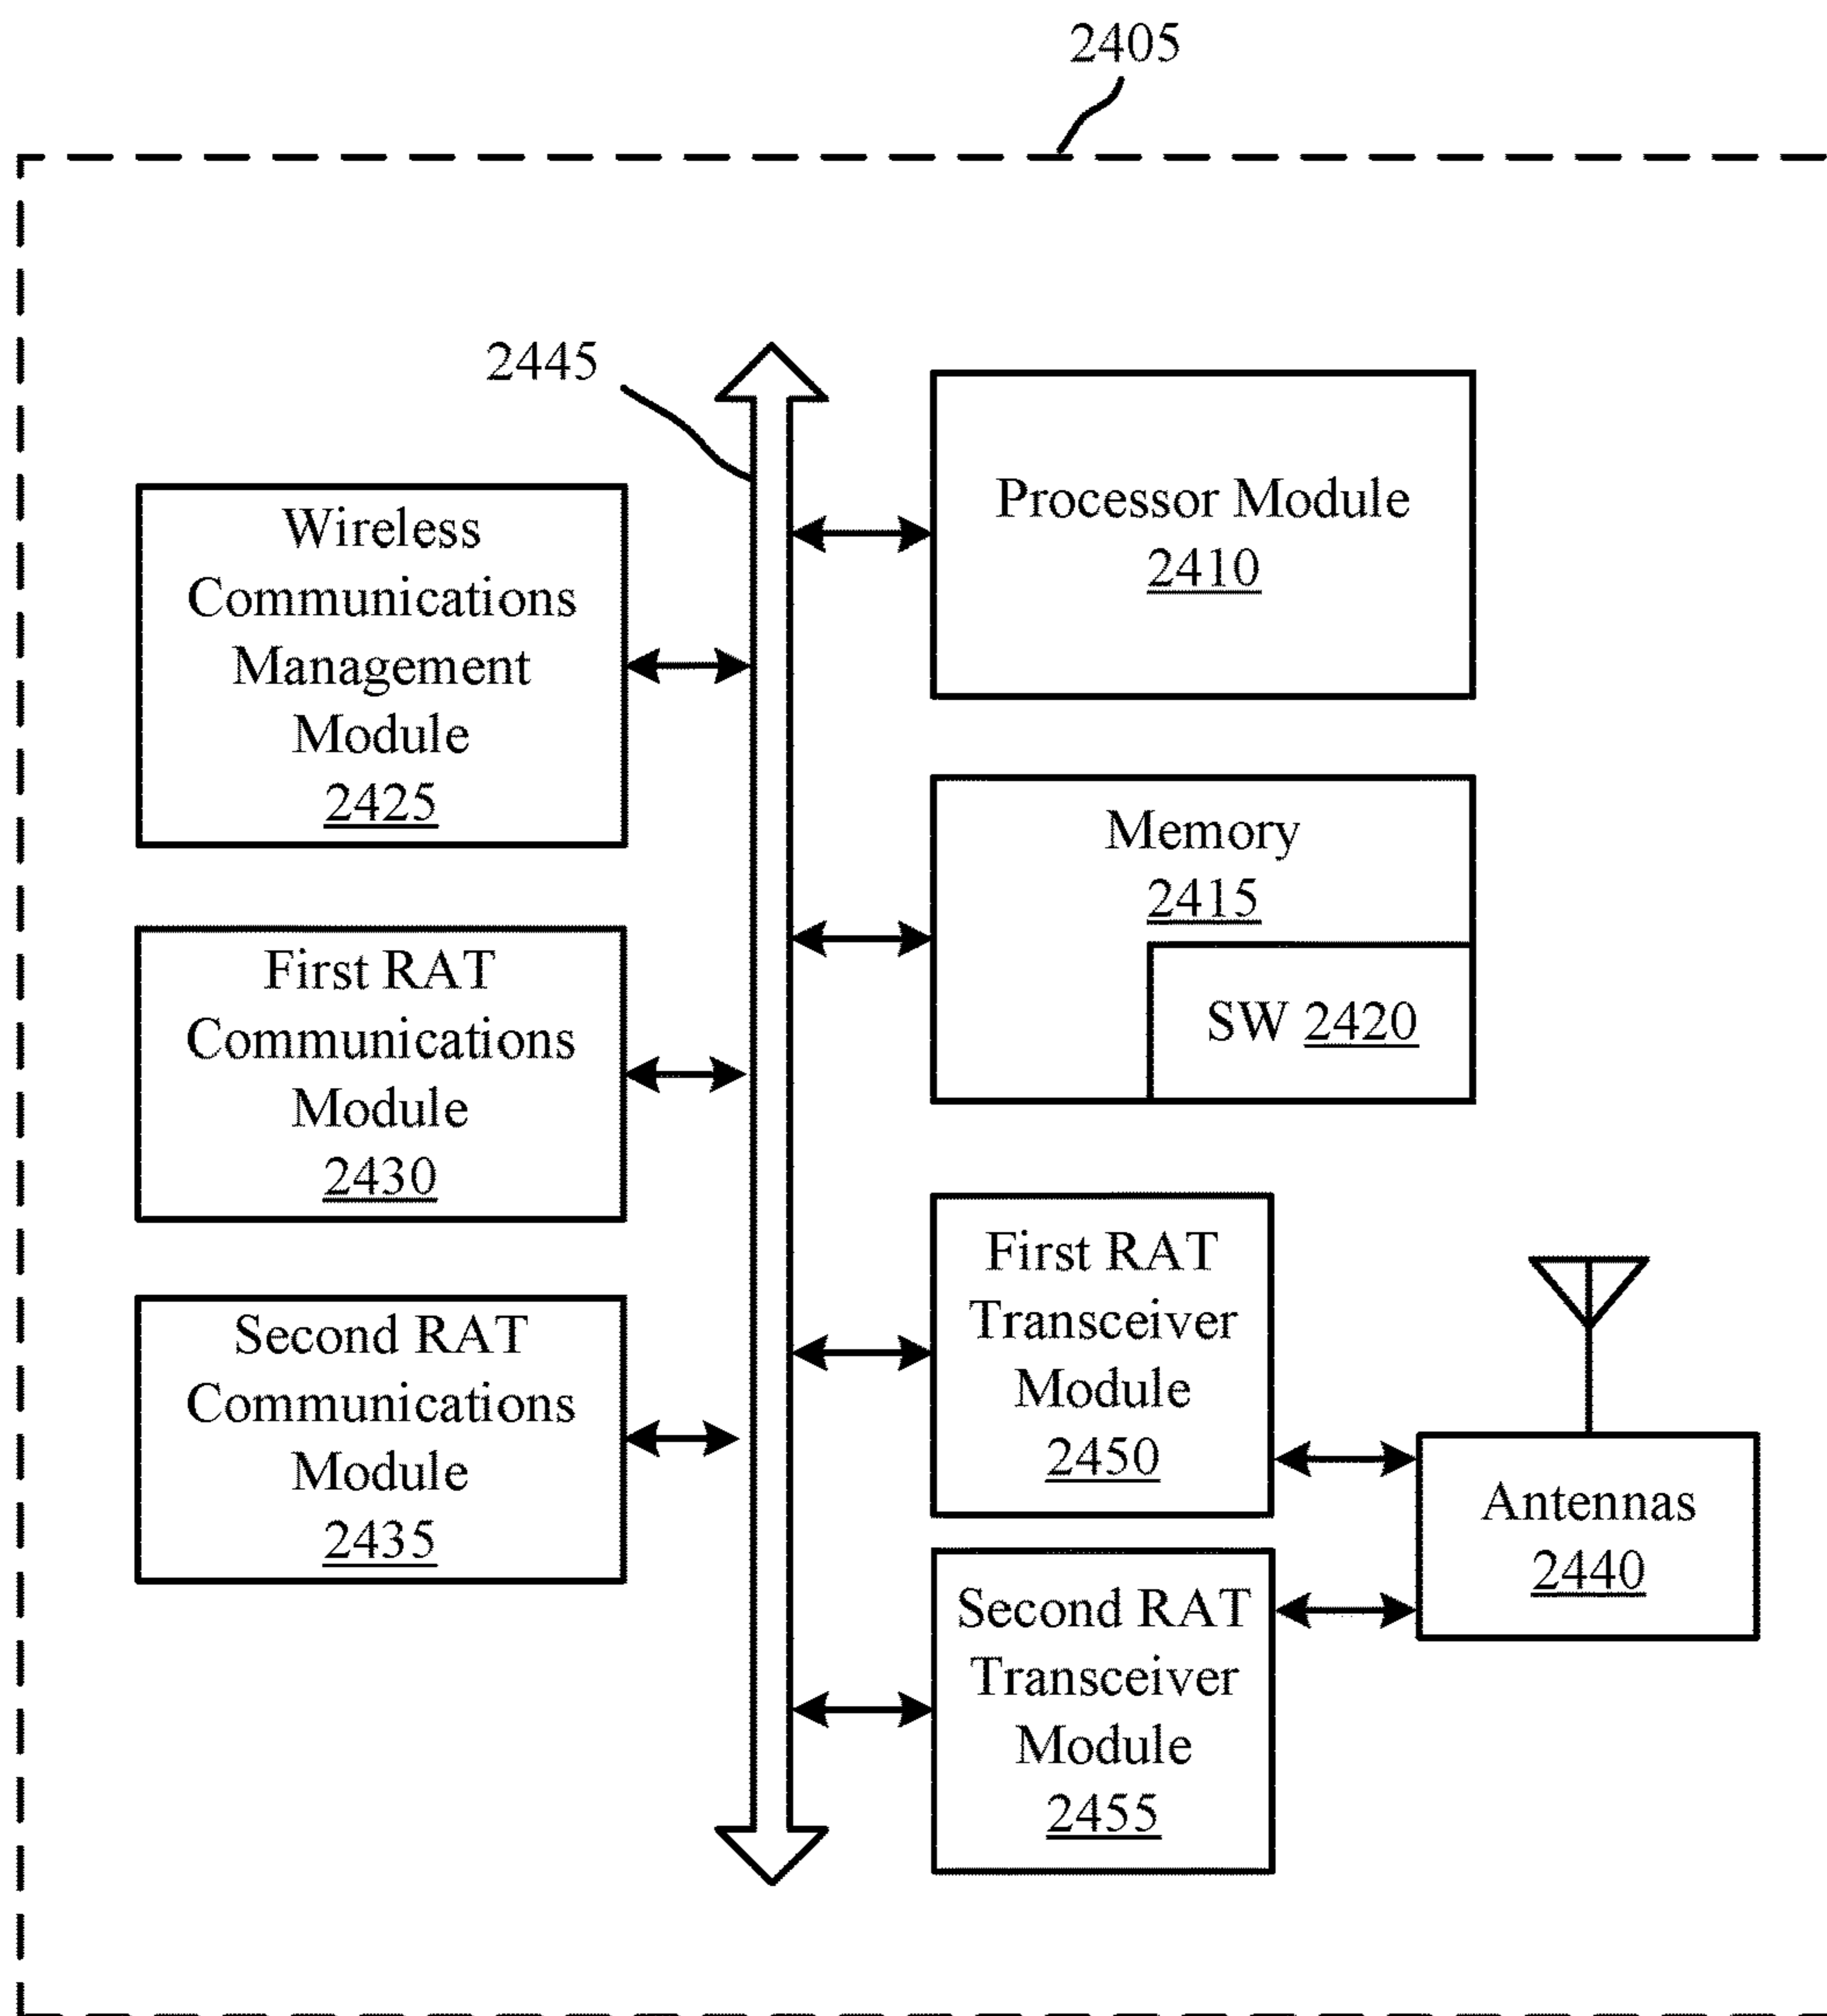 2405
2445
Processor Module
2410
Wireless
Communications
Management
Module
2425
Memory
2415
SW 2420
First RAT
Communications
Module
2430
First RAT
Transceiver
Module
2450
Second RAT
Communications
Module
2435
Antennas
2440
Second RAT
Transceiver
Module
2455